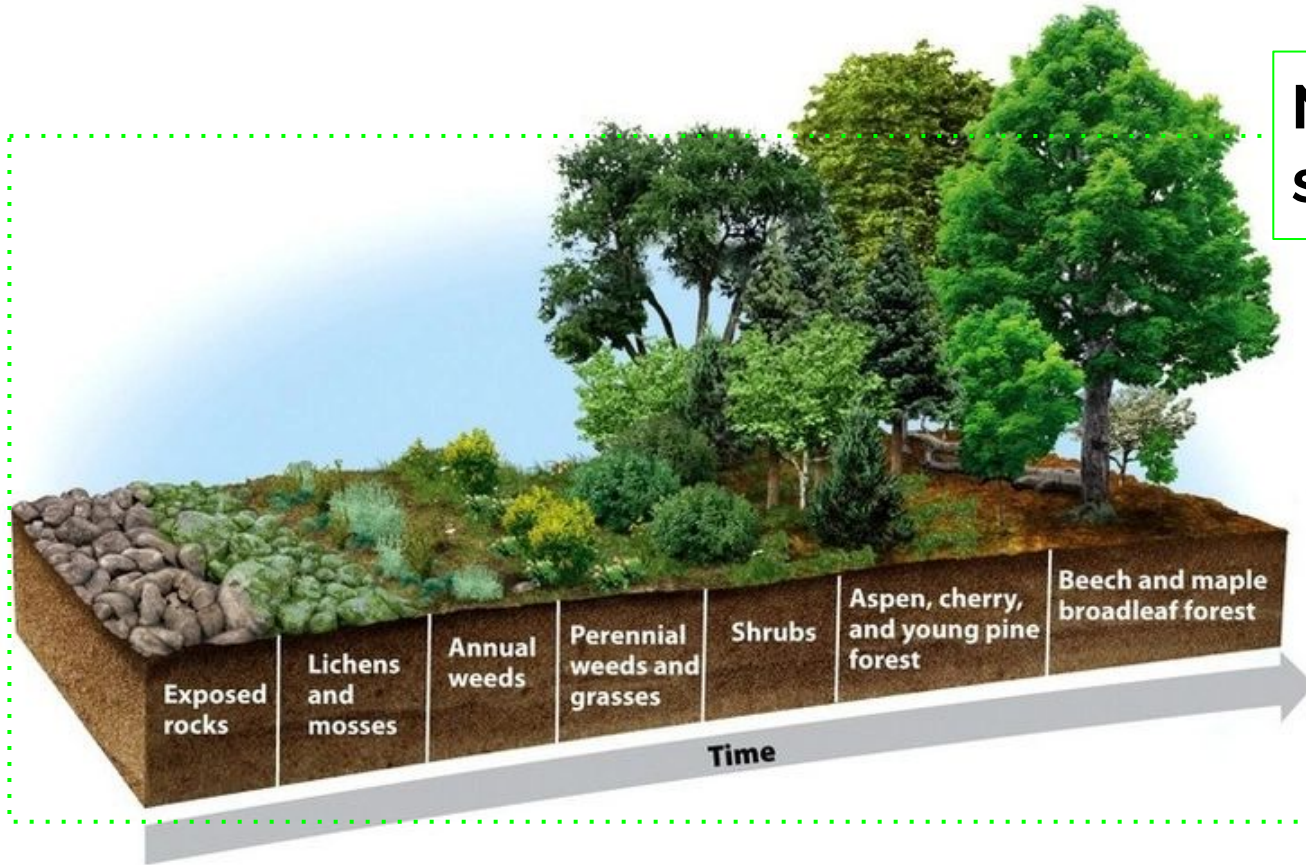 Exposed
rocks
Lichens
and
mosses
Annual
weeds
Perennial
weeds and
grasses
Shrubs
Aspen, cherry,
and young pine
forest
Beech and maple
broadleaf forest
Time